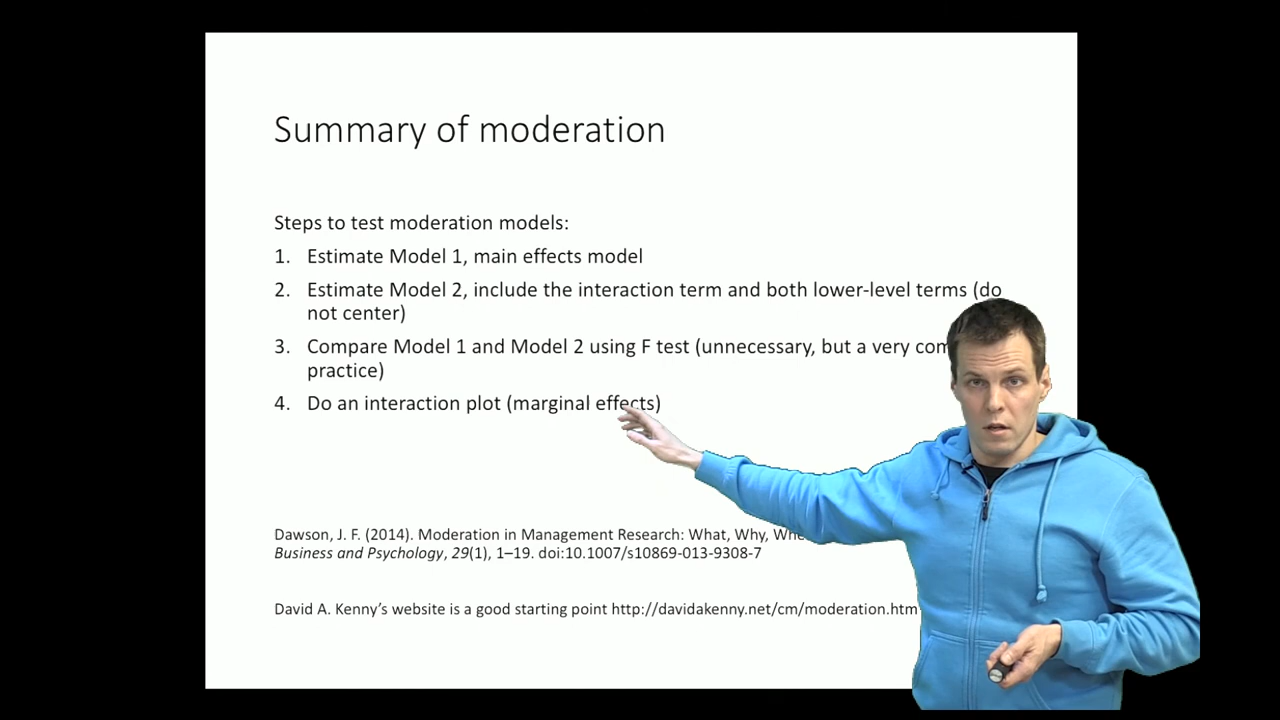 Summary of moderation
Steps to test moderation models:
1. Estimate Model 1, main effects model
2. Estimate Model 2, include the interaction term and both lower-level terms (do
not center)
3. Compare Model 1 and Model 2 using F test (unnecessary, but a very
practice)
4. Do an interaction plot (marginal effects)
Dawson, J. F. (2014). Moderation in Management Research: What, Why,
Business and Psychology, 29(1), 1–19. doi:10.1007/s10869-013-9308-7
David A. Kenny’s website is a good starting point http://davidakenny.net/cm/moderation.htm